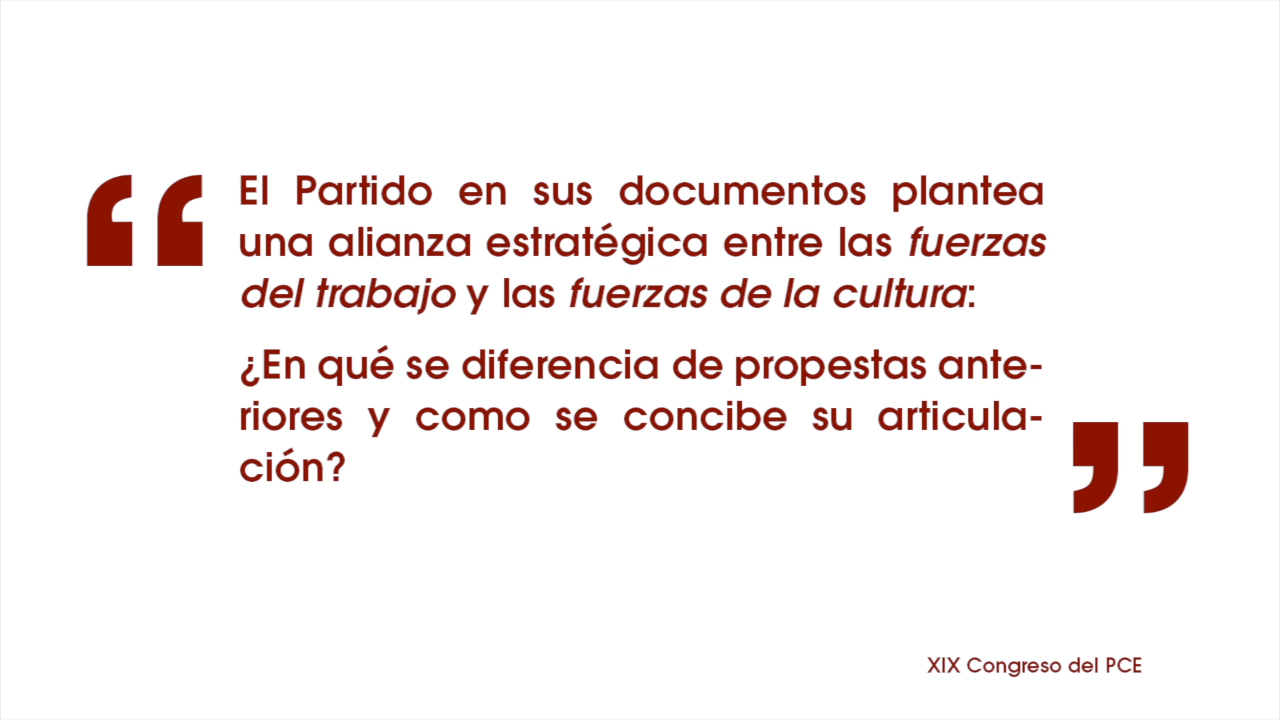 “El Partido en sus documentos plantea
una alianza estratégica entre las fuerzas
del trabajo y las fuerzas de la cultura:
¿En qué se diferencia de propestas ante-
riores y como se concibe su articula-
ción?”
XIX Congreso del PCE